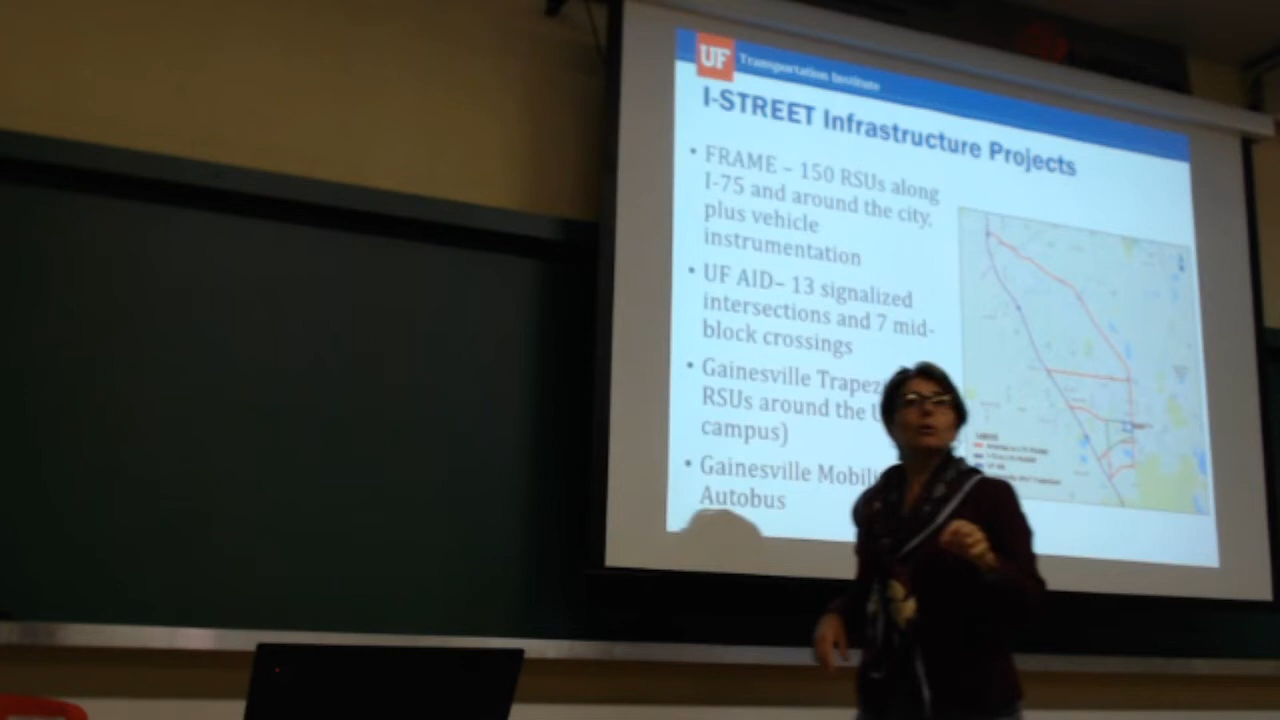 UF Transportation Institute
I-STREET Infrastructure Projects
• FRAME – 150 RSUs along
I-75 and around the city,
plus vehicle
instrumentation
• UF AID– 13 signalized
intersections and 7 mid-
block crossings
• Gainesville
RSUs around the
campus)
• Gainesville
Autobus